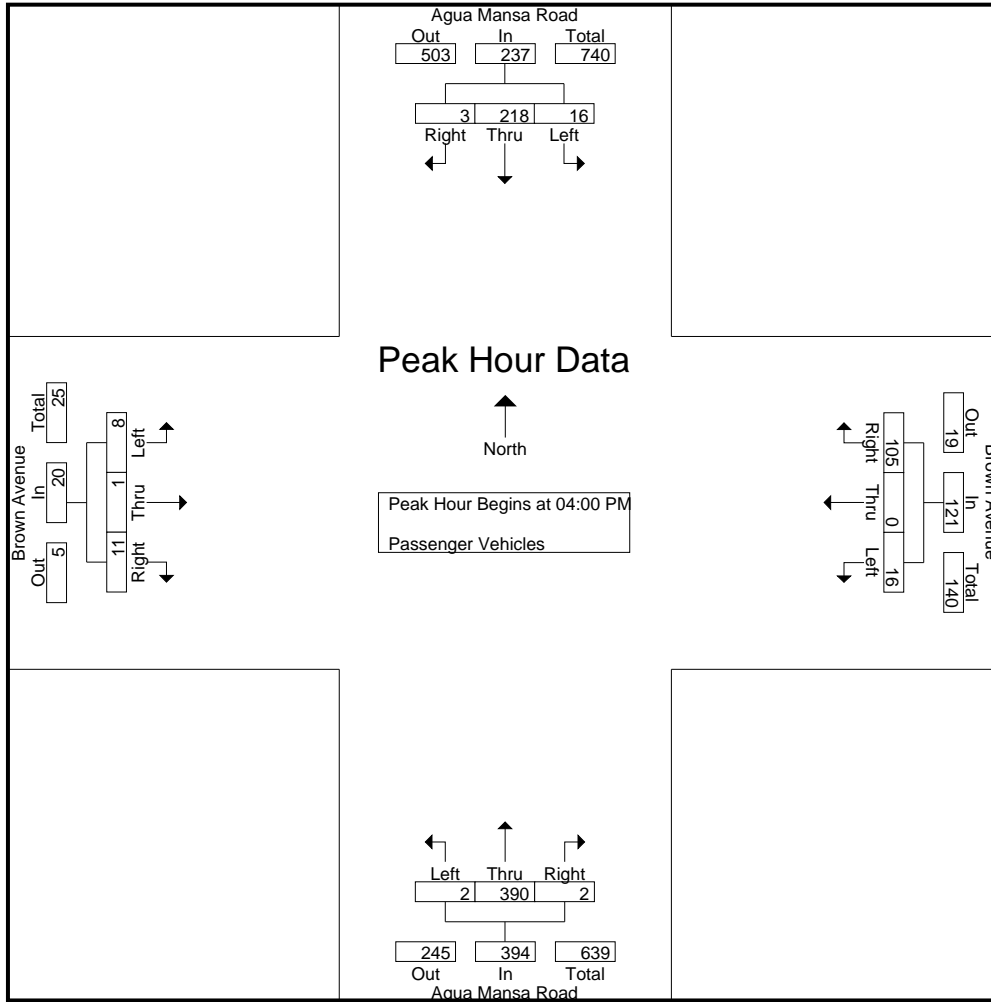 Agua Mansa Road
Out In Total
503 237 740
3 218 16
Right Thru Left
Peak Hour Data
North
Peak Hour Begins at 04:00 PM
Passenger Vehicles
Brown Avenue
Total In Out
25 20 5
8 1 11
Left Thru Right
Brown Avenue
Out In Total
19 121 140
105 0 16
Right Thru Left
Left Thru Right
2 390 2
245 394 639
Out In Total
Agua Mansa Road